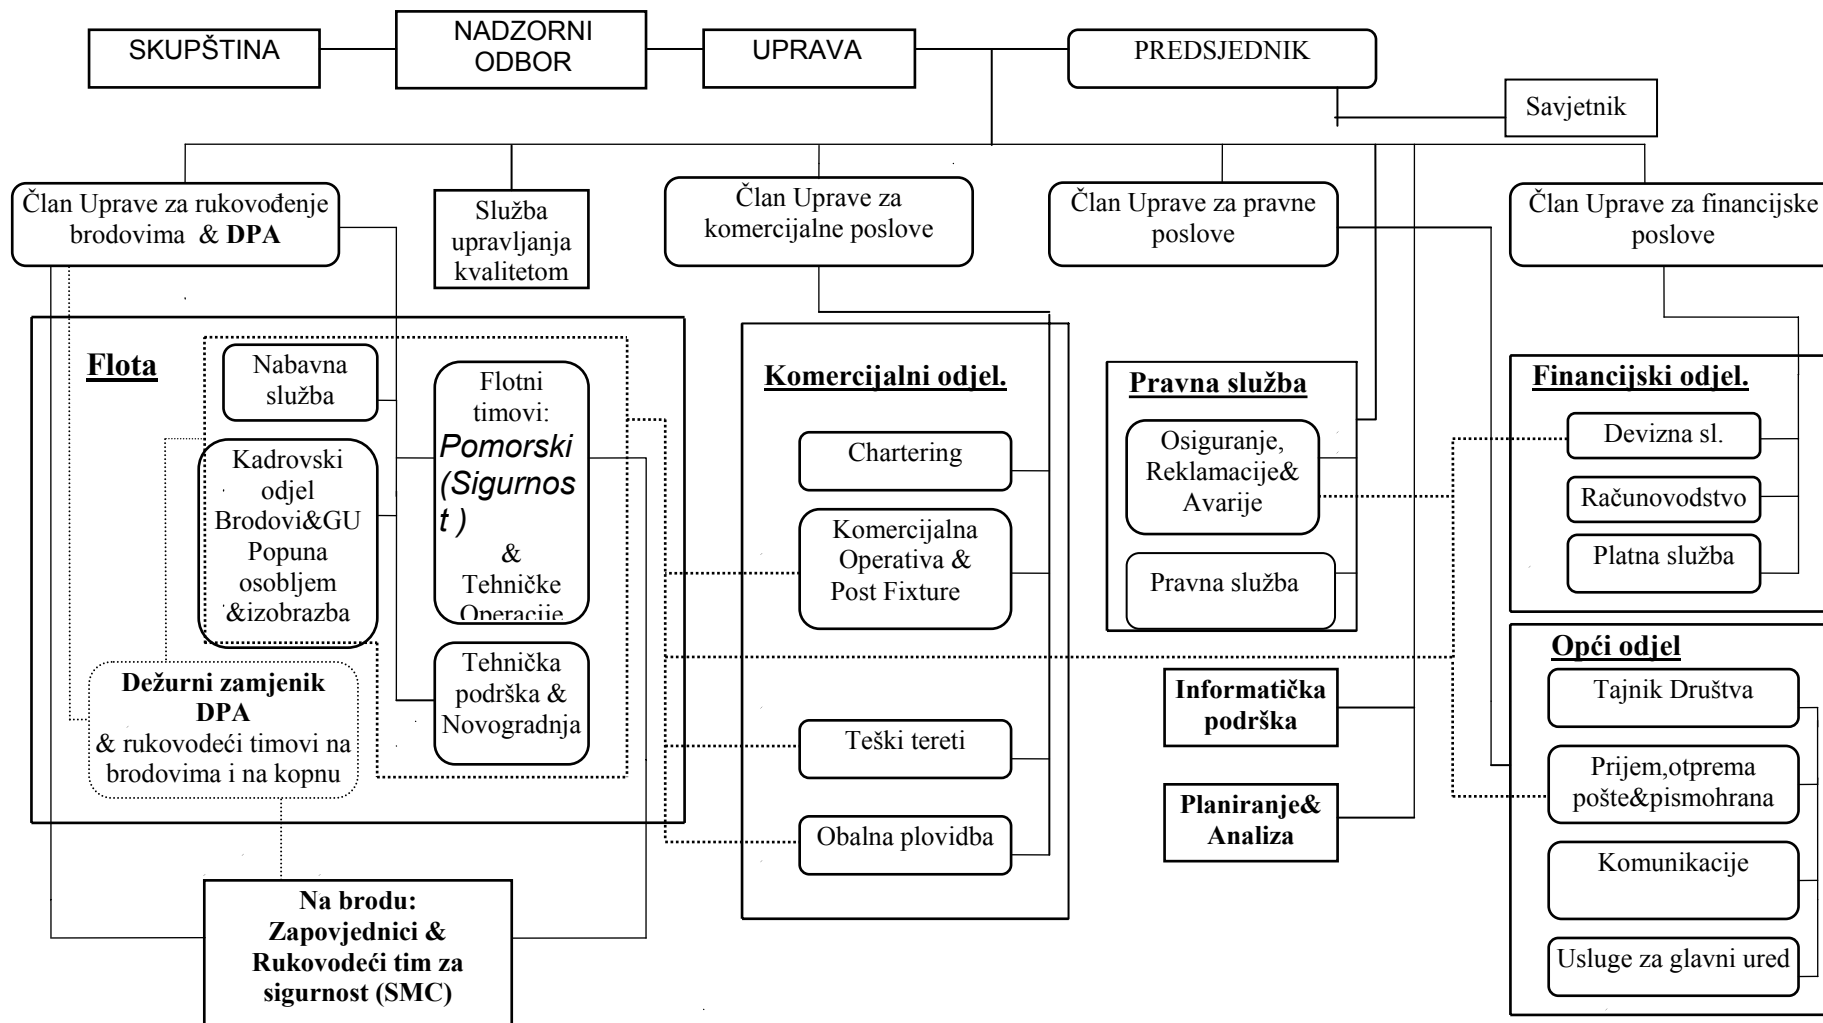 SKUPŠTINA
NADZORNI
ODBOR
UPRAVA
PREDSJEDNIK
Savjetnik
Član Uprave za rukovođenje
brodovima & DPA
Služba
upravljanja
kvalitetom
Član Uprave za
komercijalne poslove
Član Uprave za pravne
poslove
Član Uprave za financijske
poslove
Flota
Nabavna
služba
Kadrovski
odjel
Brodovi&GU
Popuna
osobljem
&izobrazba
Flotni
timovi:
Pomorski
(Sigurnos
t )
&
Tehničke
Operacije
Tehnička
podrška &
Novogradnja
Dežurni zamjenik
DPA
& rukovodeći timovi na
brodovima i na kopnu
Na brodu:
Zapovjednici &
Rukovodeći tim za
sigurnost (SMC)
Komercijalni odjel.
Chartering
Komercijalna
Operativa &
Post Fixture
Teški tereti
Obalna plovidba
Pravna služba
Osiguranje,
Reklamacije&
Avarije
Pravna služba
Informatička
podrška
Planiranje&
Analiza
Financijski odjel.
Devizna sl.
Računovodstvo
Platna služba
Opći odjel
Tajnik Društva
Prijem,otprema
pošte&pismohrana
Komunikacije
Usluge za glavni ured